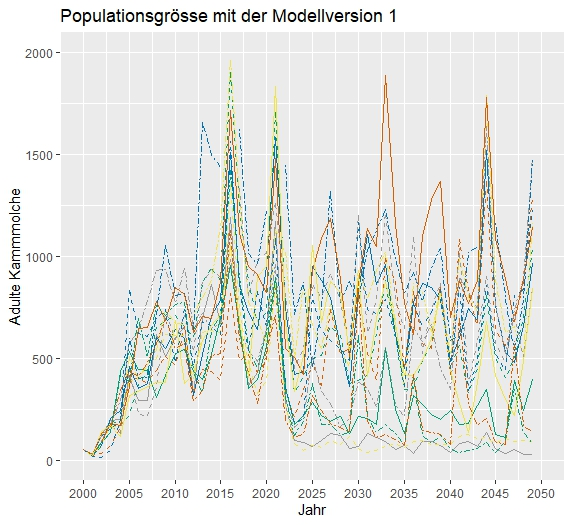 Populationsgrösse mit der Modellversion 1
Adulte Kammmolche
2000
1500
1000
500
0
2000 2005 2010 2015 2020 2025 2030 2035 2040 2045 2050
Jahr